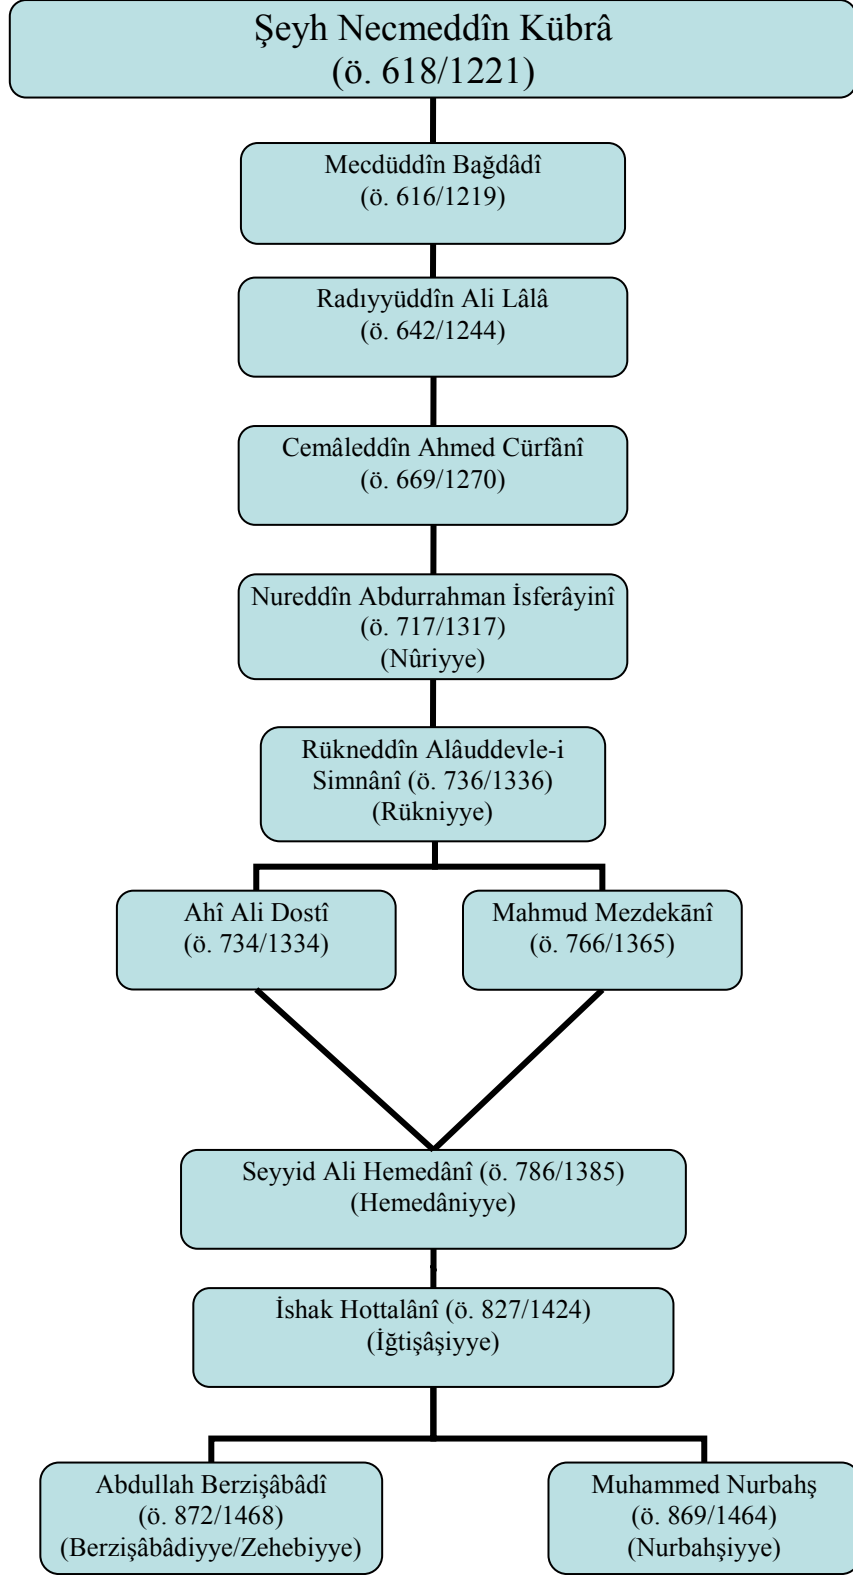 Şeyh Necmeddîn Kübrâ
(ö. 618/1221)
Mecdüddîn Bağdâdî
(ö. 616/1219)
Radıyyüddîn Ali Lâlâ
(ö. 642/1244)
Cemâleddîn Ahmed Cürfânî
(ö. 669/1270)
Nureddîn Abdurrahman İsferâyinî
(ö. 717/1317)
(Nûriyye)
Rükneddîn Alâuddevle-i
Simnânî (ö. 736/1336)
(Rükniyye)
Ahî Ali Dostî
(ö. 734/1334)
Mahmud Mezdekānî
(ö. 766/1365)
Seyyid Ali Hemedânî (ö. 786/1385)
(Hemedâniyye)
İshak Hottalânî (ö. 827/1424)
(İğtişâşiyye)
Abdullah Berzişâbâdî
(ö. 872/1468)
(Berzişâbâdiyye/Zehebiyye)
Muhammed Nurbahş
(ö. 869/1464)
(Nurbahşiyye)